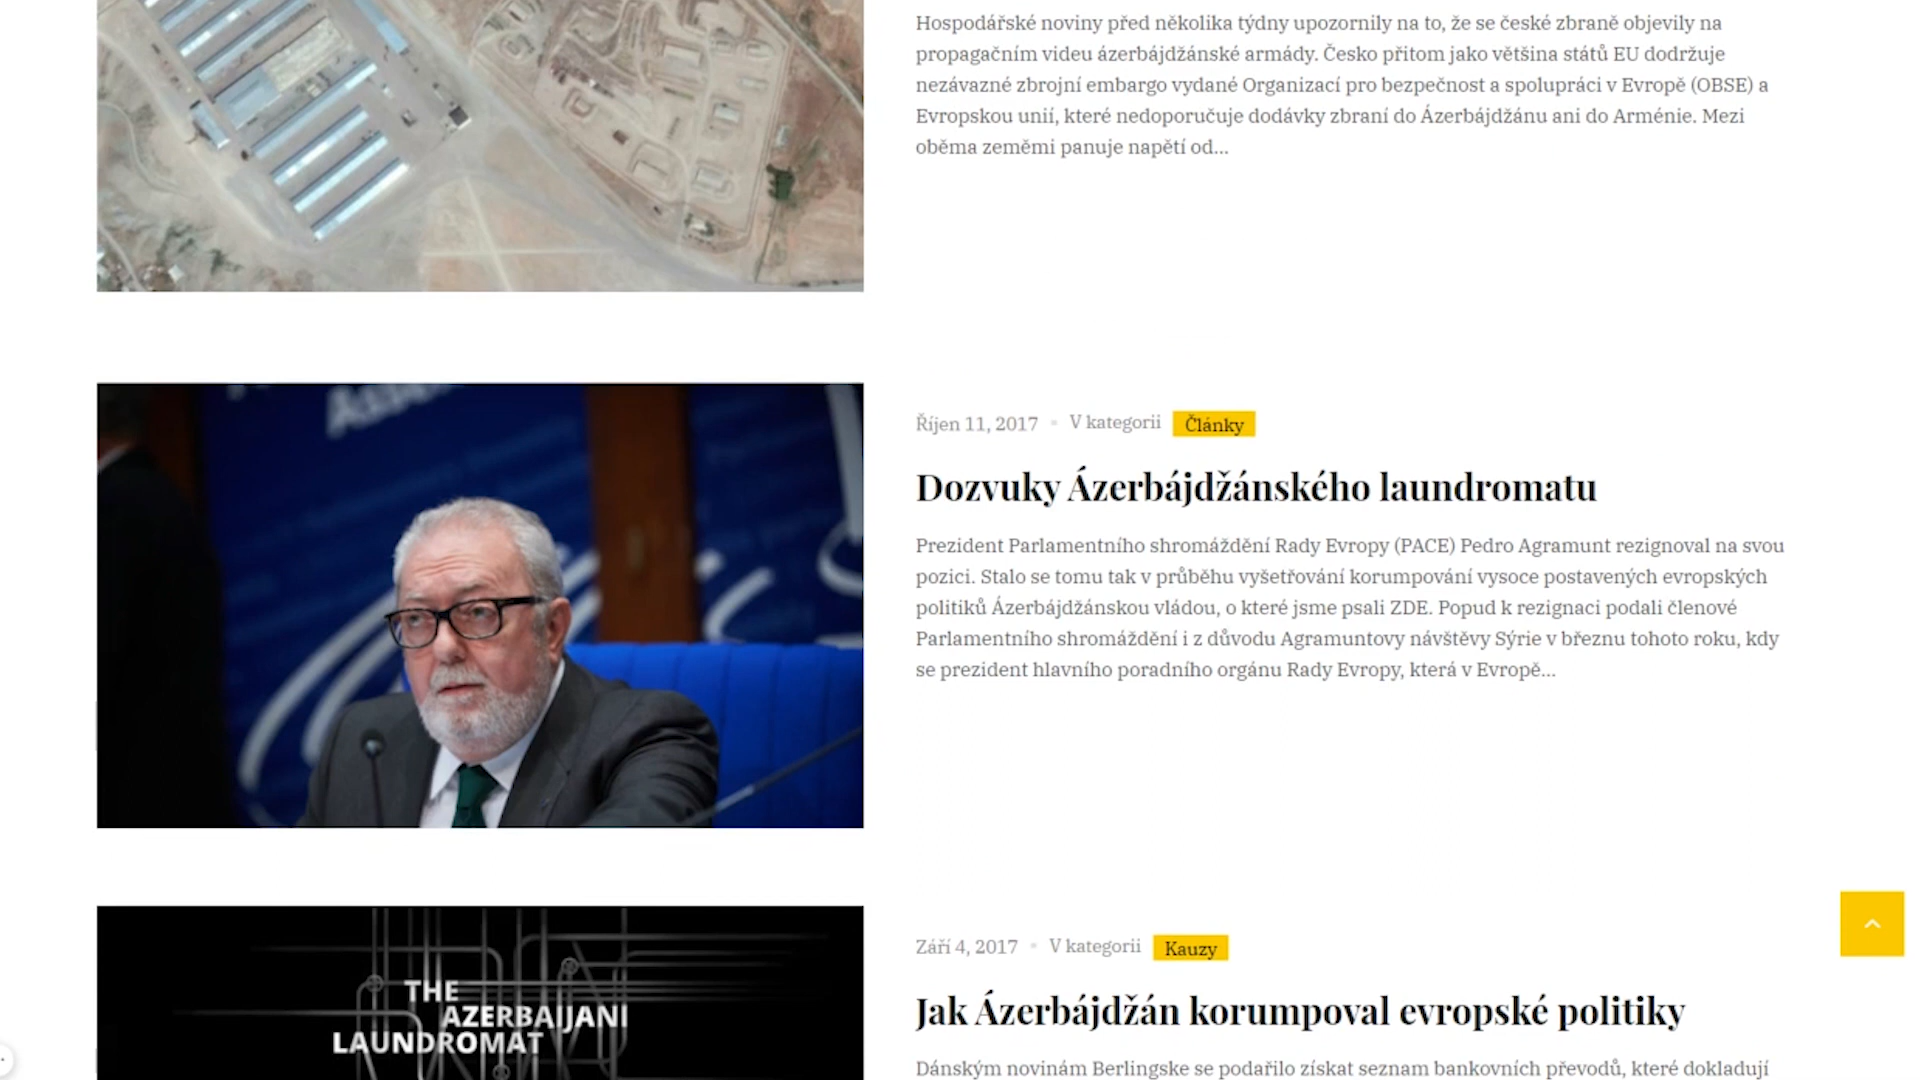 Hospodářské noviny před několika týdny upozornily na to, že se české zbraně objevily na
propagačním videu ázerbájdžánské armády. Česko přitom jako většina států EU dodržuje
nezávazné zbrojní embargo vydané Organizací pro bezpečnost a spolupráci v Evropě (OBSE) a
Evropskou unií, které nedoporučuje dodávky zbraní do Ázerbájdžánu ani do Arménie. Mezi
oběma zeměmi panuje napětí od...
Říjen 11, 2017 V kategorii Články
Dozvuky Ázerbájdžánského laundromatu
Prezident Parlamentního shromáždění Rady Evropy (PACE) Pedro Agramunt rezignoval na svou
pozici. Stalo se tomu tak v průběhu vyšetřování korumpování vysoce postavených evropských
politiků Ázerbájdžánskou vládou, o které jsme psali ZDE. Popud k rezignaci podali členové
Parlamentního shromáždění i z důvodu Agramuntovy návštěvy Sýrie v březnu tohoto roku, kdy
se prezident hlavního poradního orgánu Rady Evropy, která v Evropě...
THE
AZERBAIJANI
LAUNDROMAT
Září 4, 2017 V kategorii Kauzy
Jak Ázerbájdžán korumpoval evropské politiky
Dánským novinám Berlingske se podařilo získat seznam bankovních převodů, které dokladují